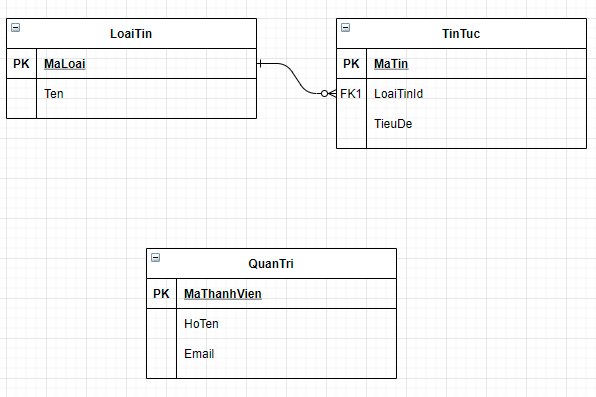 LoaiTin
PK MaLoai
Ten
TinTuc
PK MaTin
FK1 LoaiTinId
TieuDe
QuanTri
PK MaThanhVien
HoTen
Email